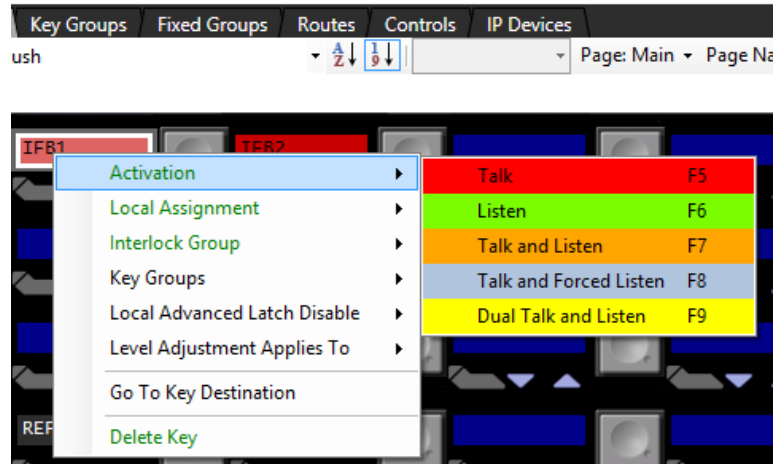 Key Groups Fixed Groups Routes Controls IP Devices
ush A Z 1 9 Page: Main Page Na
IFB1 IFB2
Activation
Local Assignment
Interlock Group
Key Groups
Local Advanced Latch Disable
Level Adjustment Applies To
Go To Key Destination
Delete Key
Talk F5
Listen F6
Talk and Listen F7
Talk and Forced Listen F8
Dual Talk and Listen F9
REF